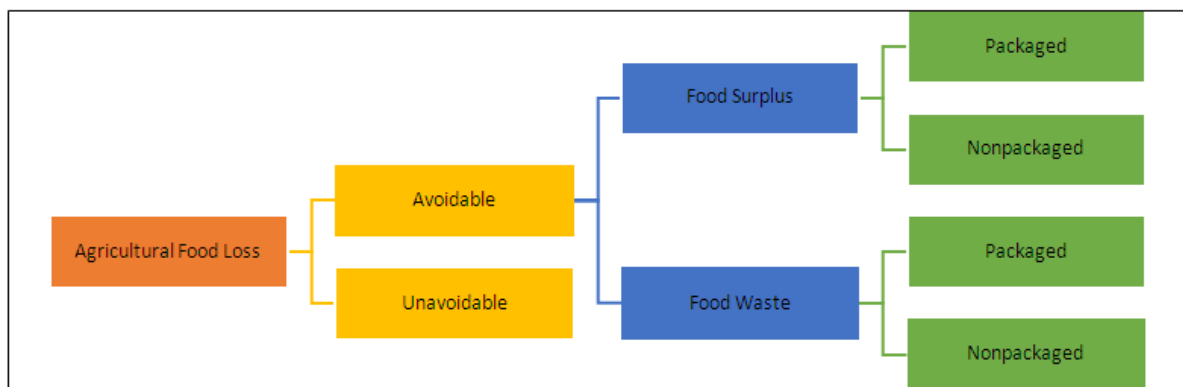 Packaged
Food Surplus
Nonpackaged
Avoidable
Agricultural Food Loss
Packaged
Unavoidable
Food Waste
Nonpackaged